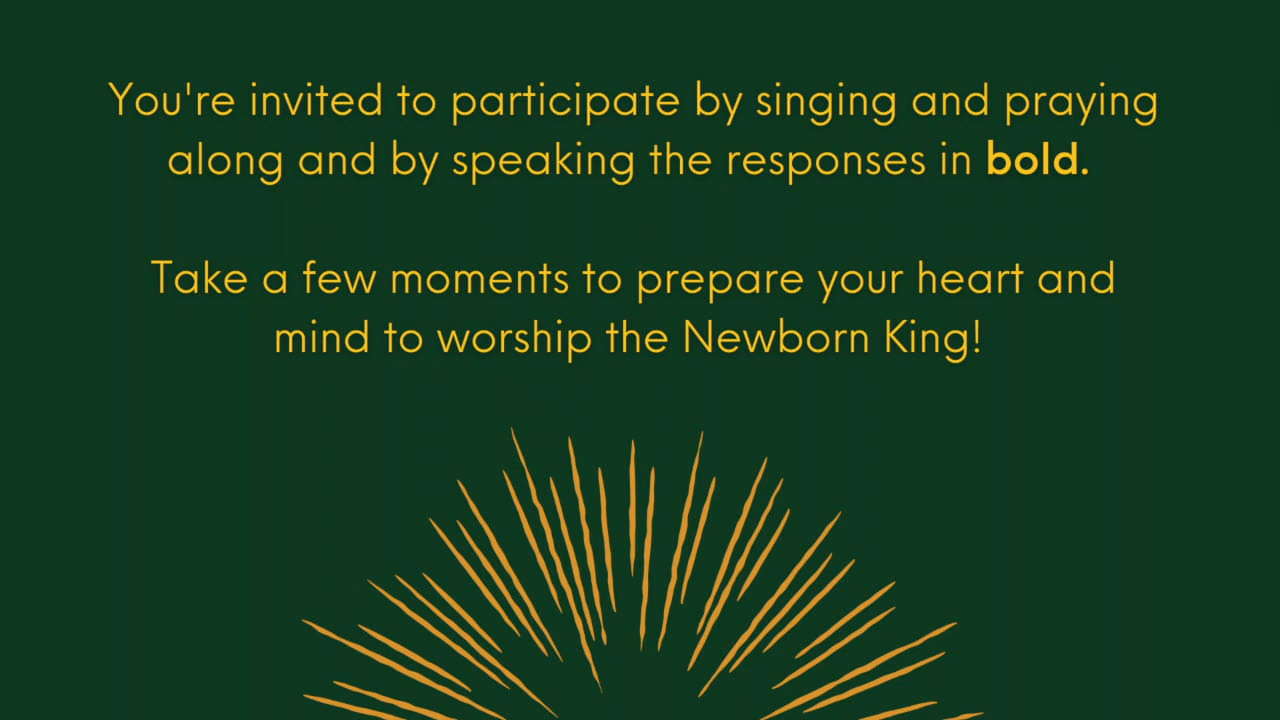 You're invited to participate by singing and praying
along and by speaking the responses in bold.
Take a few moments to prepare your heart and
mind to worship the Newborn King!